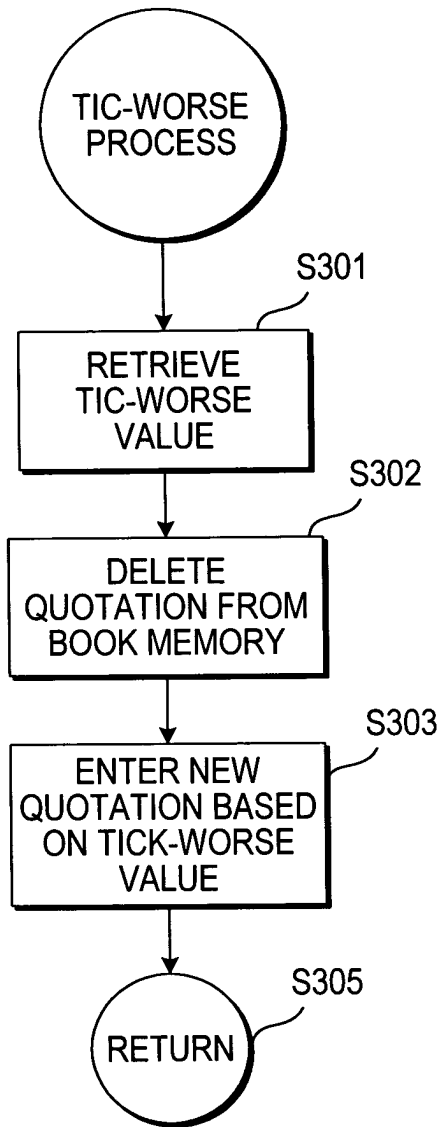 TIC-WORSE
PROCESS
S301
RETRIEVE
TIC-WORSE
VALUE
S302
DELETE
QUOTATION FROM
BOOK MEMORY
S303
ENTER NEW
QUOTATION BASED
ON TICK-WORSE
VALUE
S305
RETURN